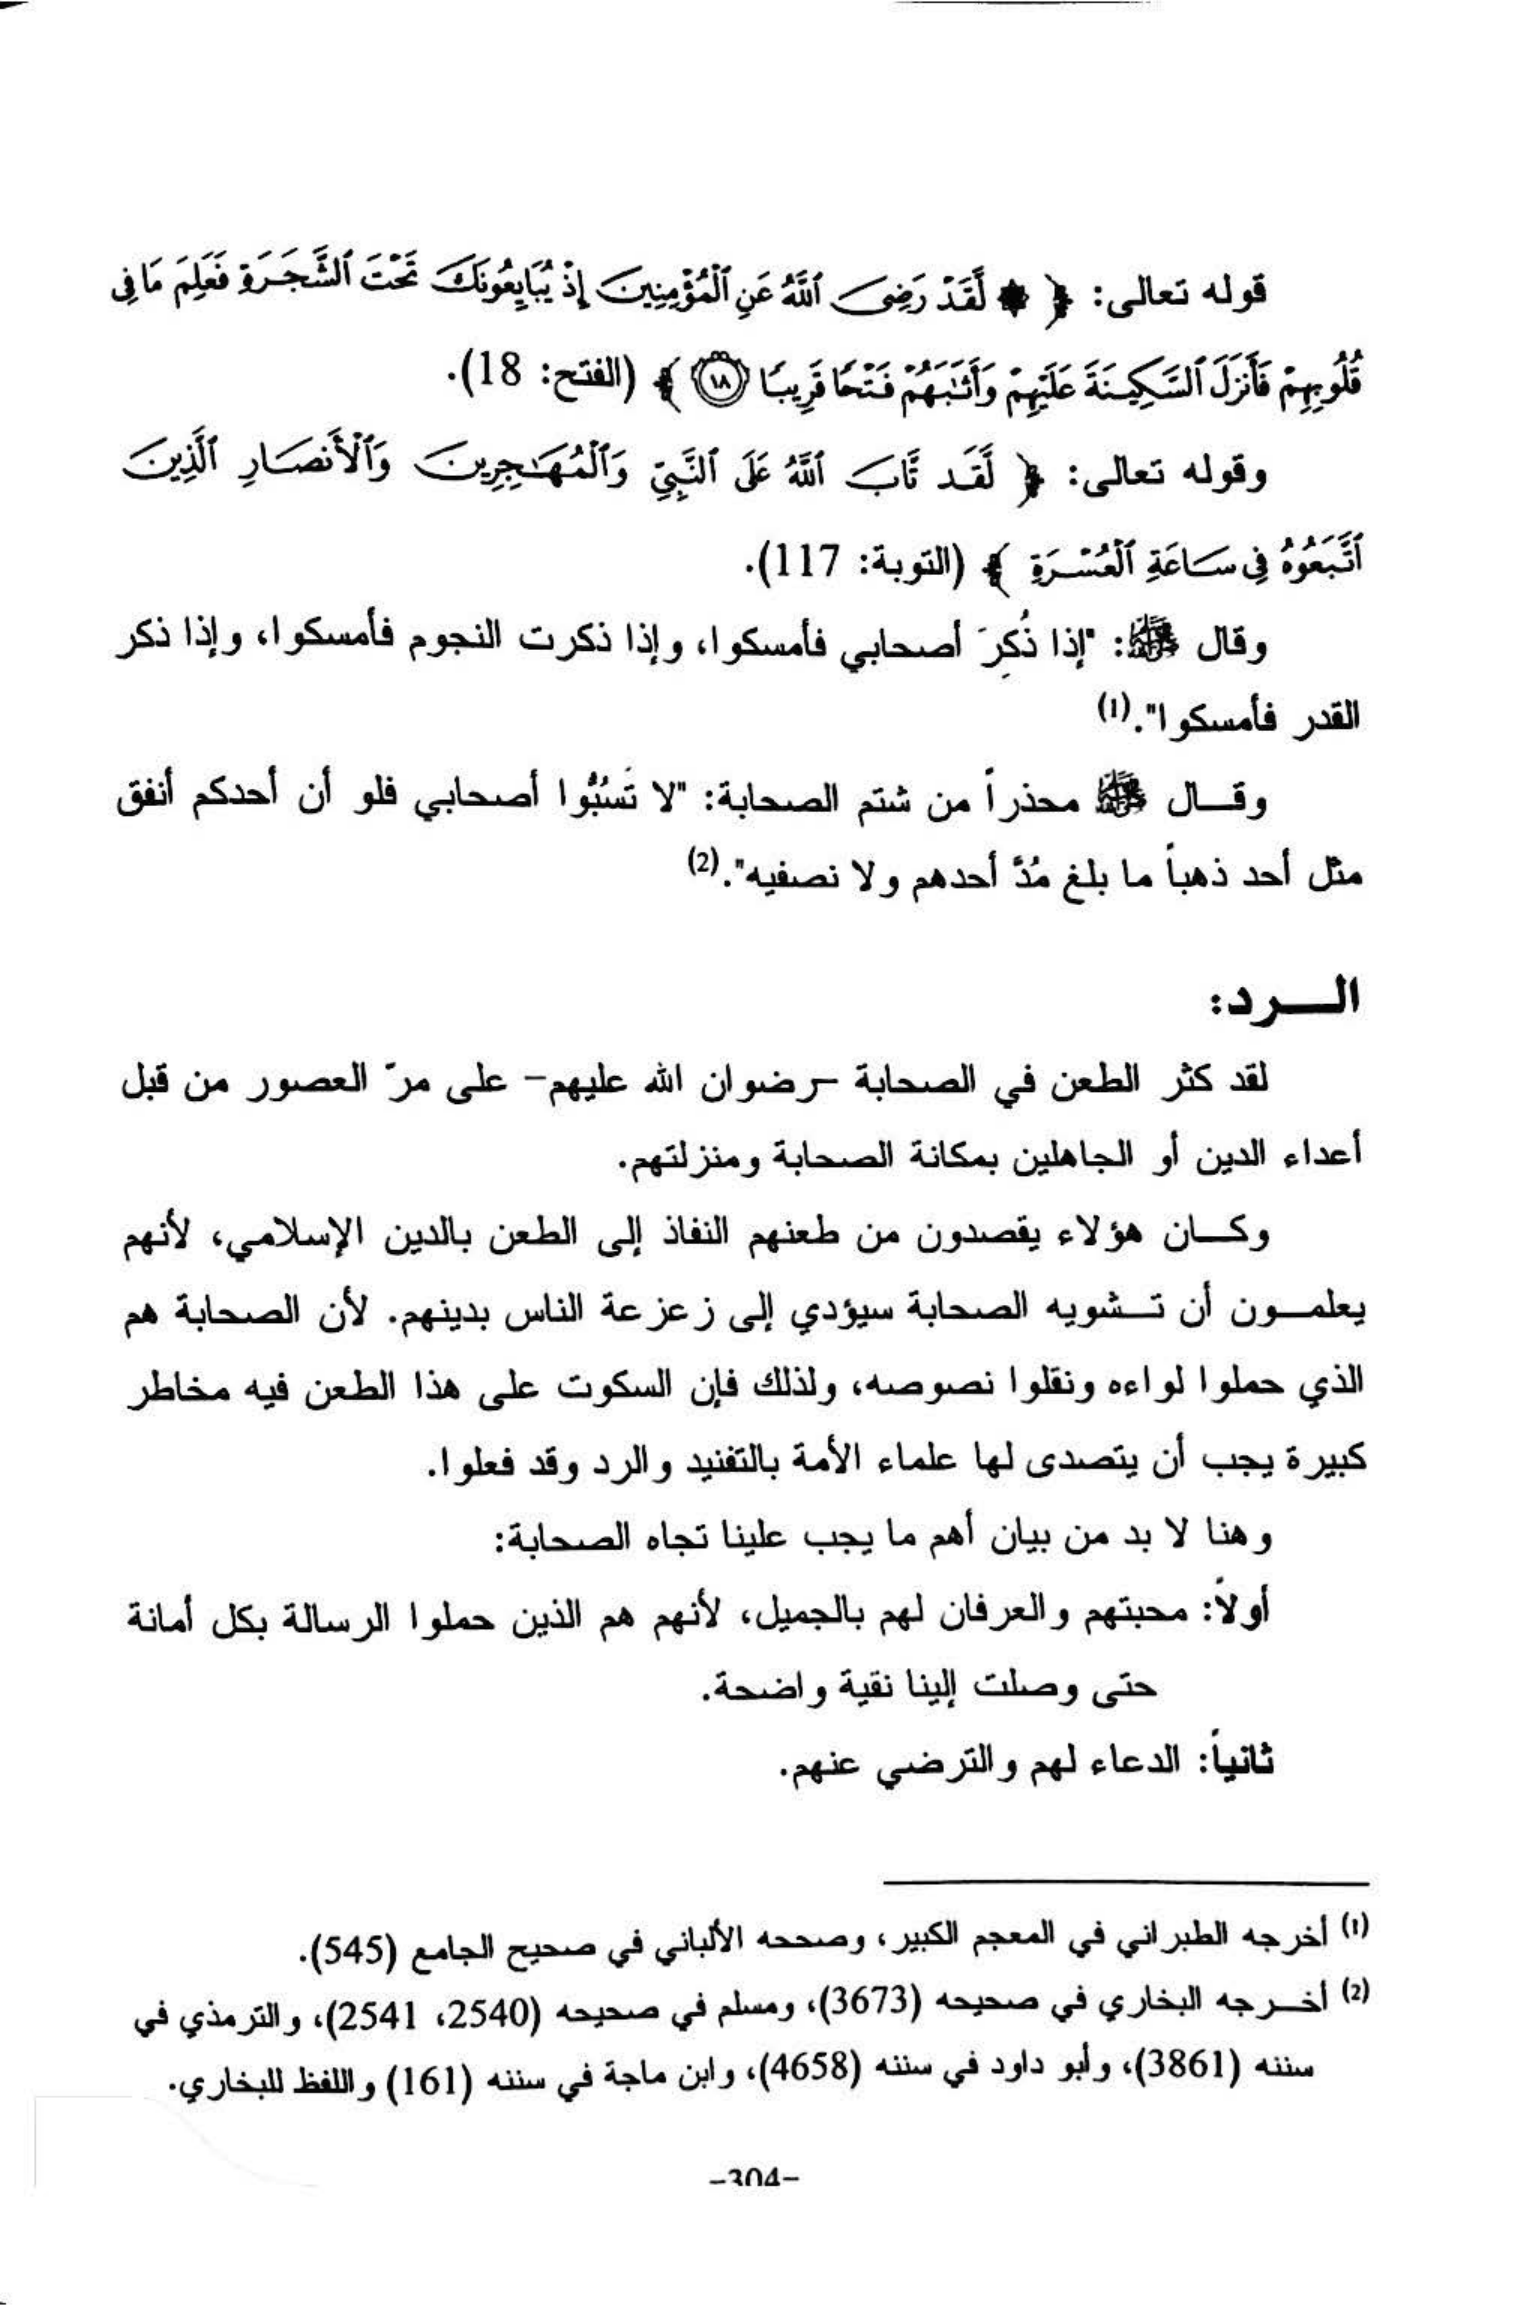 قوله تعالى: ﴿ ۞ لَّقَدْ رَضِىَ ٱللَّهُ عَنِ ٱلْمُؤْمِنِينَ إِذْ يُبَايِعُونَكَ تَحْتَ ٱلشَّجَرَةِ فَعَلِمَ مَا فِى
قُلُوبِهِمْ فَأَنزَلَ ٱلسَّكِينَةَ عَلَيْهِمْ وَأَثَـٰبَهُمْ فَتْحًا قَرِيبًا ۝١٨ ﴾ (الفتح: 18).
وقوله تعالى: ﴿ لَّقَد تَّابَ ٱللَّهُ عَلَى ٱلنَّبِىِّ وَٱلْمُهَـٰجِرِينَ وَٱلْأَنصَارِ ٱلَّذِينَ
ٱتَّبَعُوهُ فِى سَاعَةِ ٱلْعُسْرَةِ ﴾ (التوبة: 117).
وقال ﷺ: "إذا ذُكِرَ أصحابي فأمسكوا، وإذا ذكرت النجوم فأمسكوا، وإذا ذكر
القدر فأمسكوا".(1)
وقـــال ﷺ محذراً من شتم الصحابة: "لا تَسُبُّوا أصحابي فلو أن أحدكم أنفق
مثل أحد ذهباً ما بلغ مُدَّ أحدهم ولا نصفيه".(2)
الـــرد:
لقد كثر الطعن في الصحابة –رضوان الله عليهم– على مرّ العصور من قبل
أعداء الدين أو الجاهلين بمكانة الصحابة ومنزلتهم.
وكـــان هؤلاء يقصدون من طعنهم النفاذ إلى الطعن بالدين الإسلامي، لأنهم
يعلمـــون أن تـــشويه الصحابة سيؤدي إلى زعزعة الناس بدينهم. لأن الصحابة هم
الذي حملوا لواءه ونقلوا نصوصه، ولذلك فإن السكوت على هذا الطعن فيه مخاطر
كبيرة يجب أن يتصدى لها علماء الأمة بالتفنيد والرد وقد فعلوا.
وهنا لا بد من بيان أهم ما يجب علينا تجاه الصحابة:
أولاً: محبتهم والعرفان لهم بالجميل، لأنهم هم الذين حملوا الرسالة بكل أمانة
حتى وصلت إلينا نقية واضحة.
ثانياً: الدعاء لهم والترضي عنهم.
(1) أخرجه الطبراني في المعجم الكبير، وصححه الألباني في صحيح الجامع (545).
(2) أخـــرجه البخاري في صحيحه (3673)، ومسلم في صحيحه (2540، 2541)، والترمذي في
سننه (3861)، وأبو داود في سننه (4658)، وابن ماجة في سننه (161) واللفظ للبخاري.
–304–